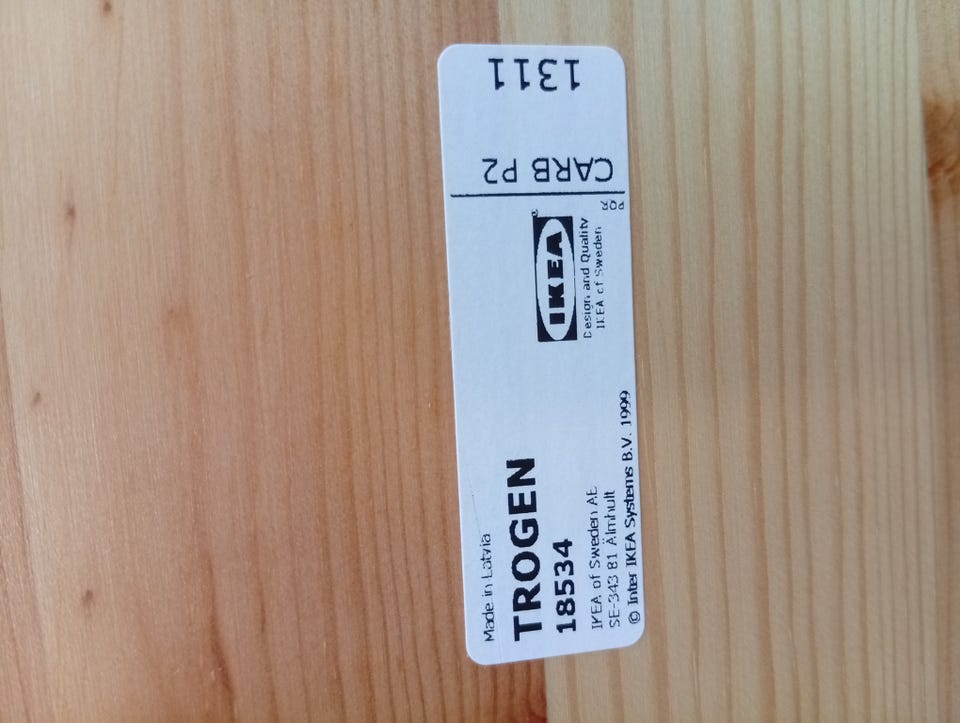 Made in Latvia
TROGEN
18534
IKEA of Sweden AB
SE-343 81 Älmhult
© Inter IKEA Systems B.V. 1999
IKEA®
Design and Quality
IKEA of Sweden
CARB P2
1311